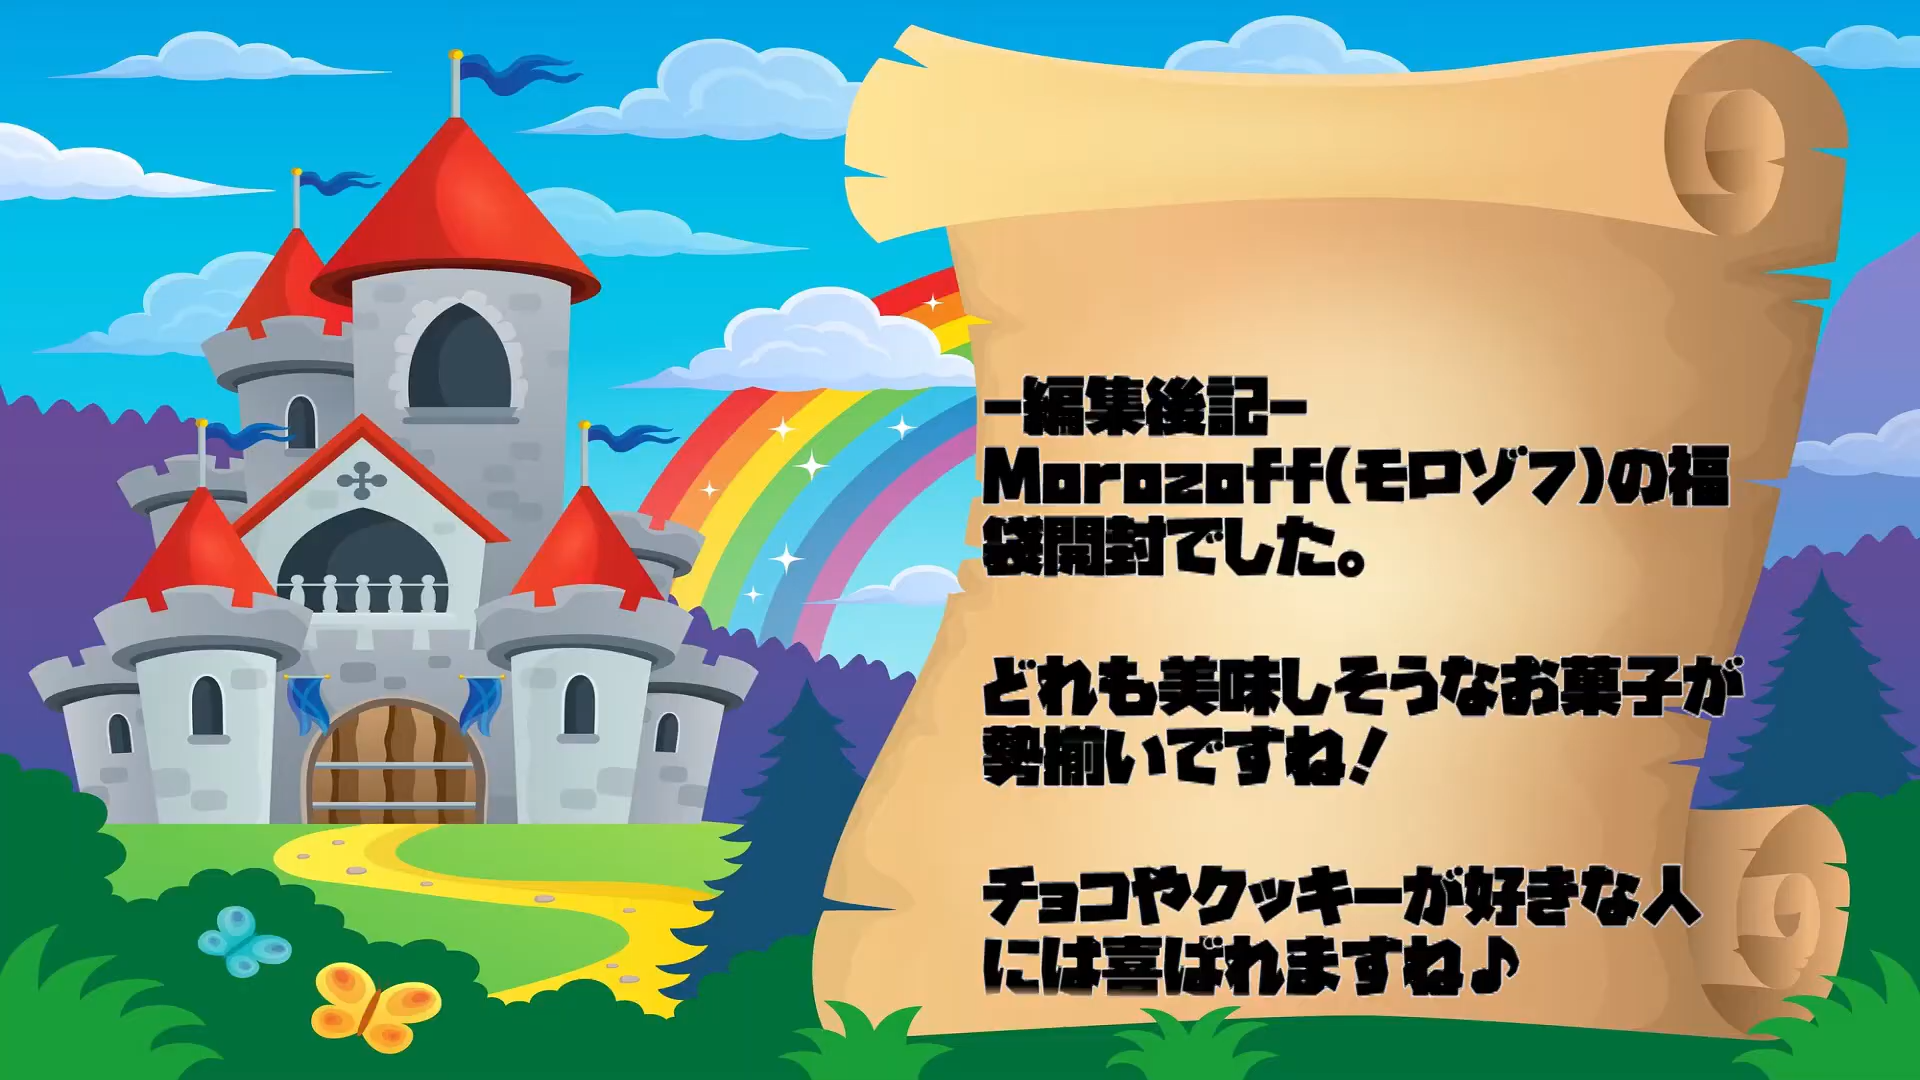 -編集後記-
Morozoff(モロゾフ)の福
袋開封でした。
どれも美味しそうなお菓子が
勢揃いですね!
チョコやクッキーが好きな人
には喜ばれますね♪